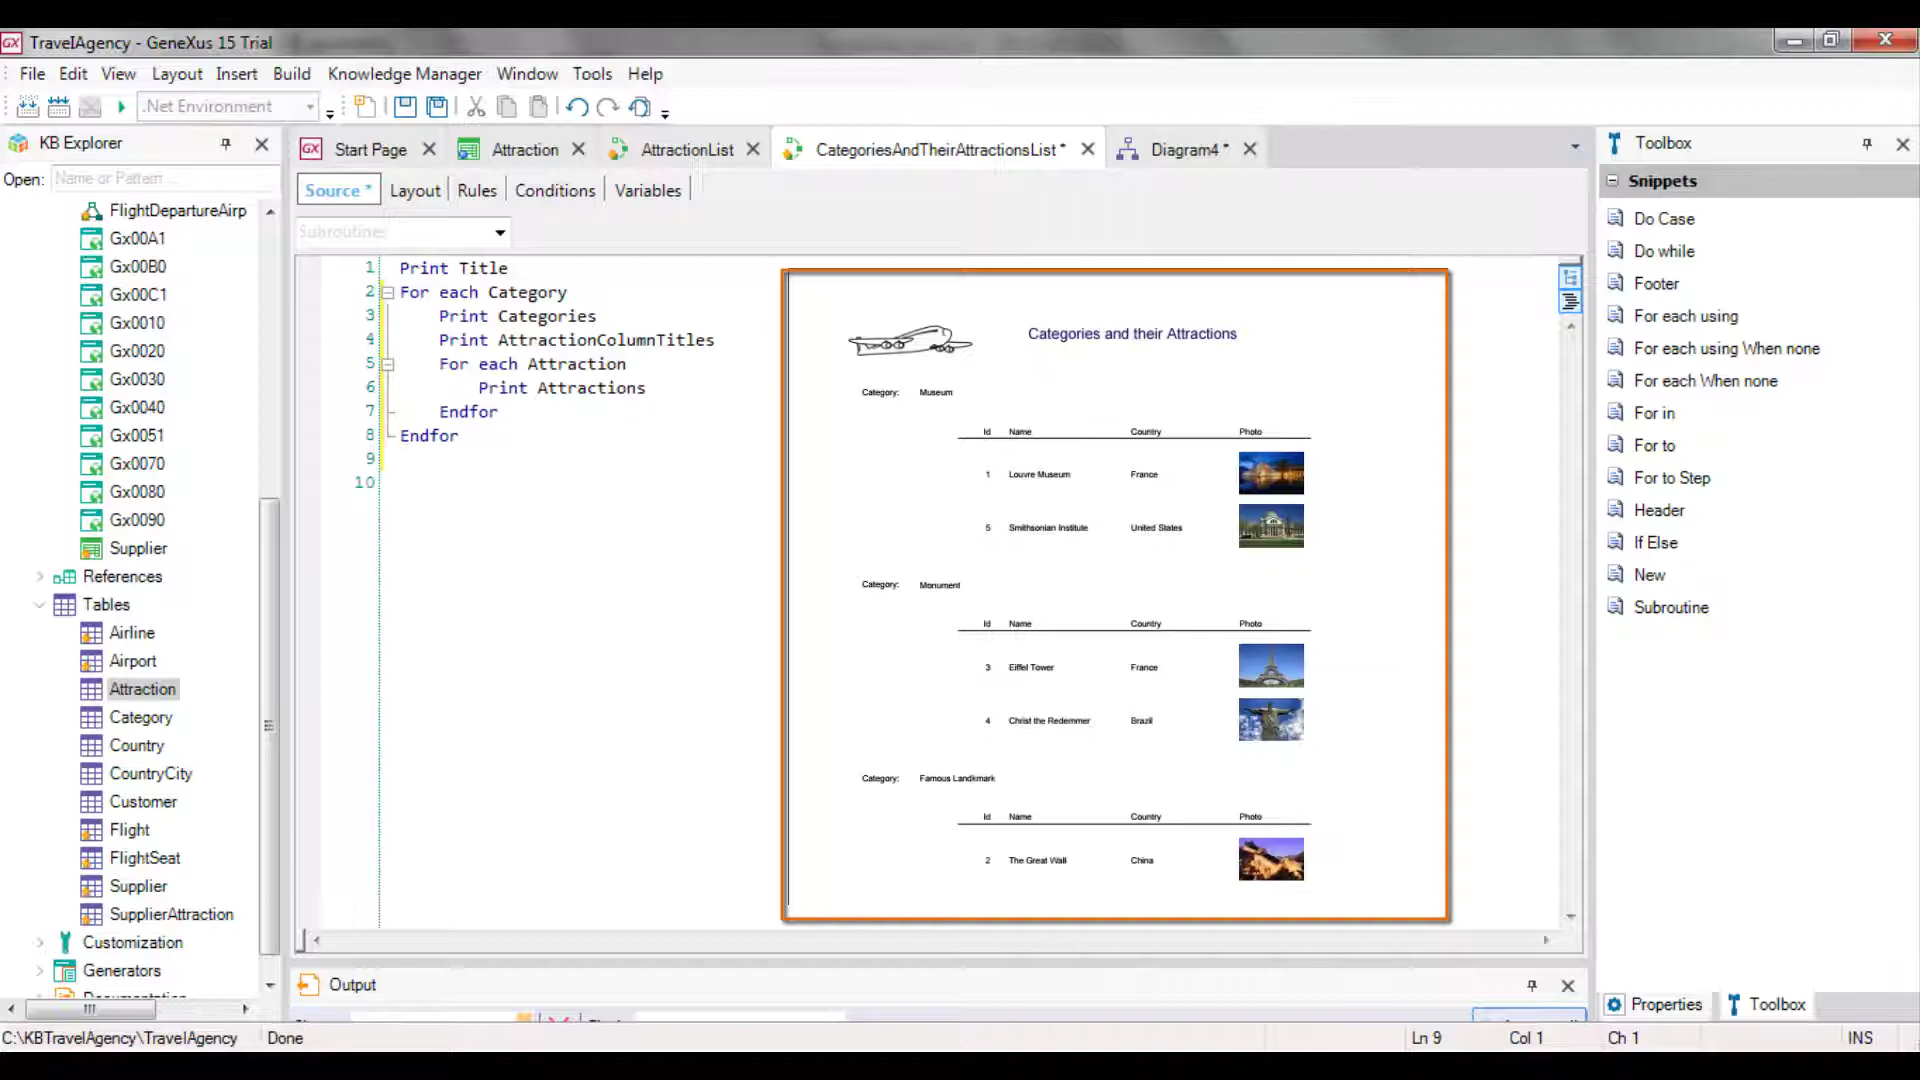 GX TravelAgency - GeneXus 15 Trial
File Edit View Layout Insert Build Knowledge Manager Window Tools Help
.Net Environment
KB Explorer
Open: Name or Pattern...
FlightDepartureAirp
Gx00A1
Gx00B0
Gx00C1
Gx0010
Gx0020
Gx0030
Gx0040
Gx0051
Gx0070
Gx0080
Gx0090
Supplier
References
Tables
Airline
Airport
Attraction
Category
Country
CountryCity
Customer
Flight
FlightSeat
Supplier
SupplierAttraction
Customization
Generators
Documentation
GX Start Page
Attraction
AttractionList
CategoriesAndTheirAttractionsList *
Diagram4 *
Source * Layout Rules Conditions Variables
Subroutines
1 Print Title
2 For each Category
3 Print Categories
4 Print AttractionColumnTitles
5 For each Attraction
6 Print Attractions
7 Endfor
8 Endfor
9
10
Categories and their Attractions
Category: Museum
Id Name Country Photo
1 Louvre Museum France
5 Smithsonian Institute United States
Category: Monument
Id Name Country Photo
3 Eiffel Tower France
4 Christ the Redemmer Brazil
Category: Famous Landkmark
Id Name Country Photo
2 The Great Wall China
Output
Toolbox
Snippets
Do Case
Do while
Footer
For each using
For each using When none
For each When none
For in
For to
For to Step
Header
If Else
New
Subroutine
Properties Toolbox
C:\KBTravelAgency\TravelAgency Done Ln 9 Col 1 Ch 1 INS